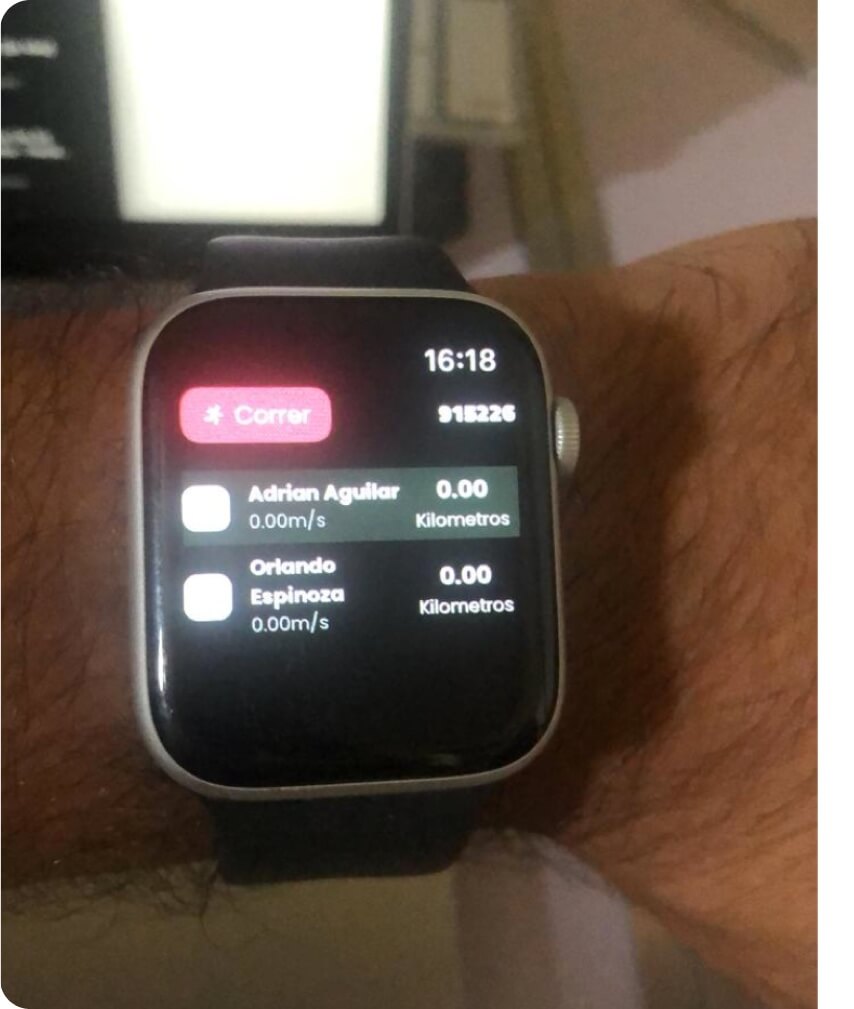 16:18
Correr
915226
Adrian Aguilar
0.00
0.00m/s
Kilometros
Orlando
Espinoza
0.00
Kilometros
0.00m/s